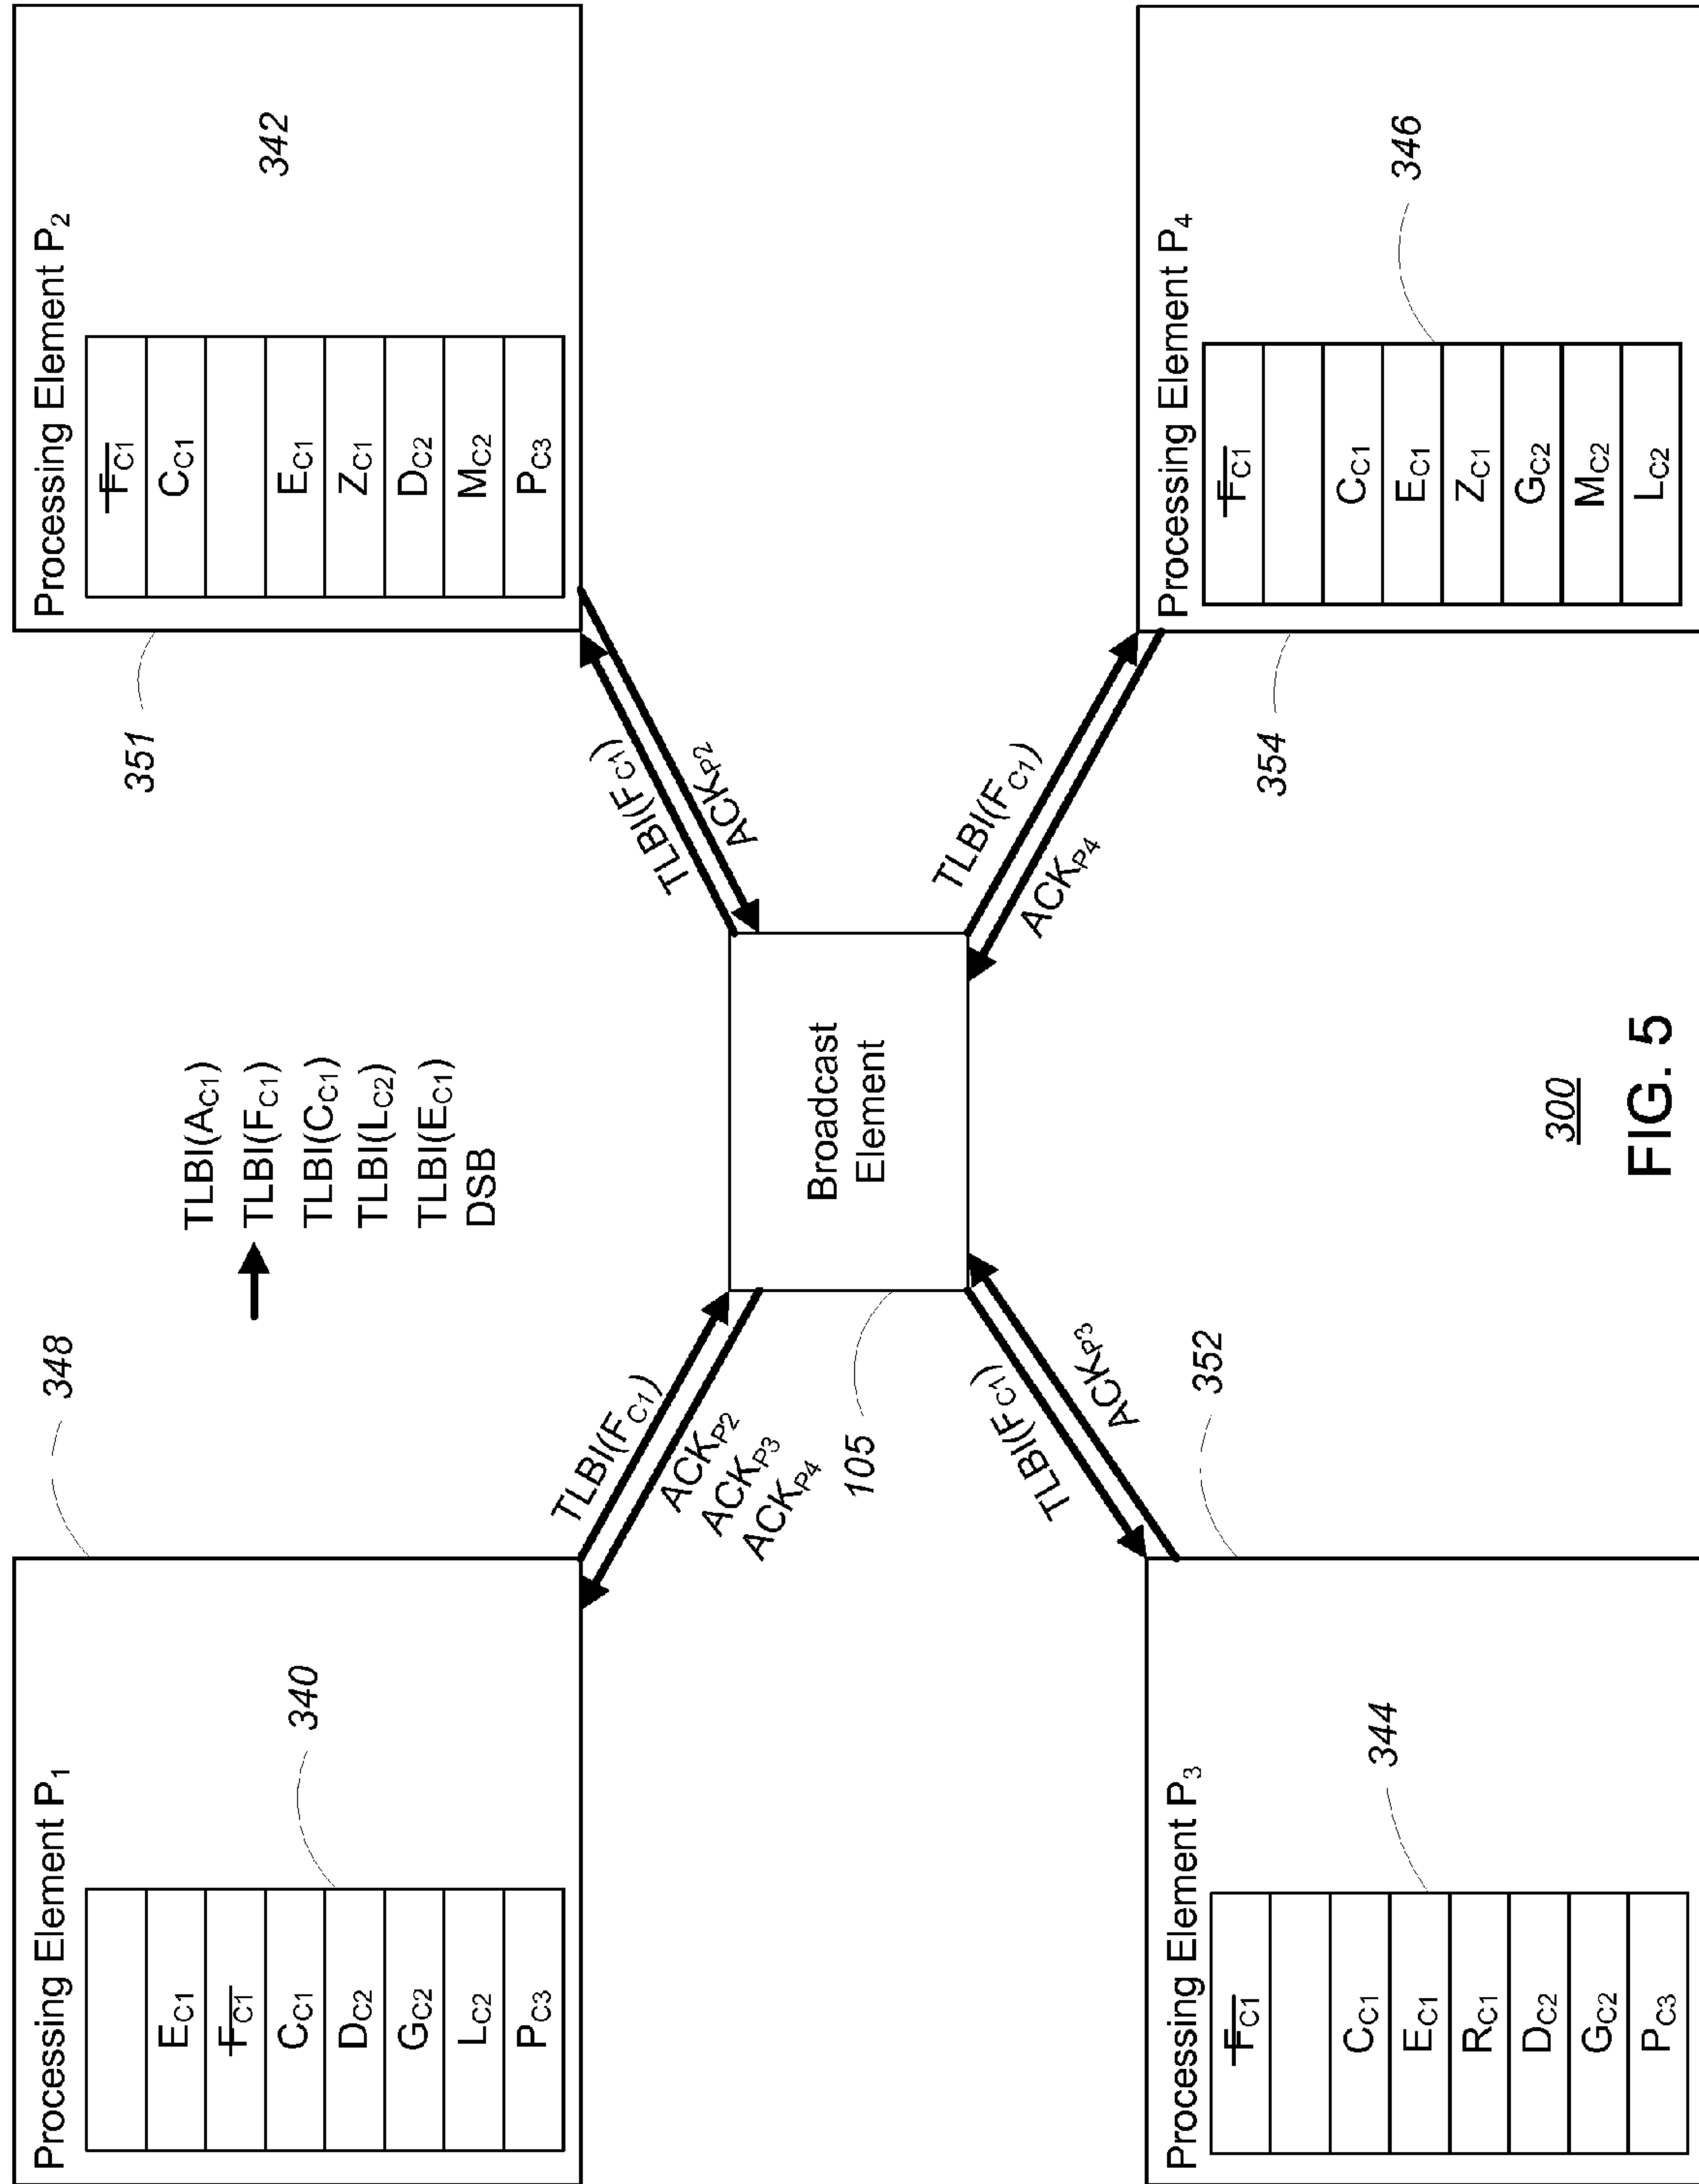 Processing Element P1
EC1
FC1
CC1
DC2
GC2
LC2
PC3
340
348
TLBI(AC1)
TLBI(FC1)
TLBI(CC1)
TLBI(LC2)
TLBI(EC1)
DSB
Processing Element P2
FC1
CC1
EC1
ZC1
DC2
MC2
PC3
342
351
TLBI(FC1)
ACKP2
ACKP3
ACKP4
TLBI(FC1)
ACKP2
Broadcast
Element
105
TLBI(FC1)
ACKP3
TLBI(FC1)
ACKP4
Processing Element P3
FC1
CC1
EC1
RC1
DC2
GC2
PC3
344
352
Processing Element P4
FC1
CC1
EC1
ZC1
GC2
MC2
LC2
346
354
300
FIG. 5